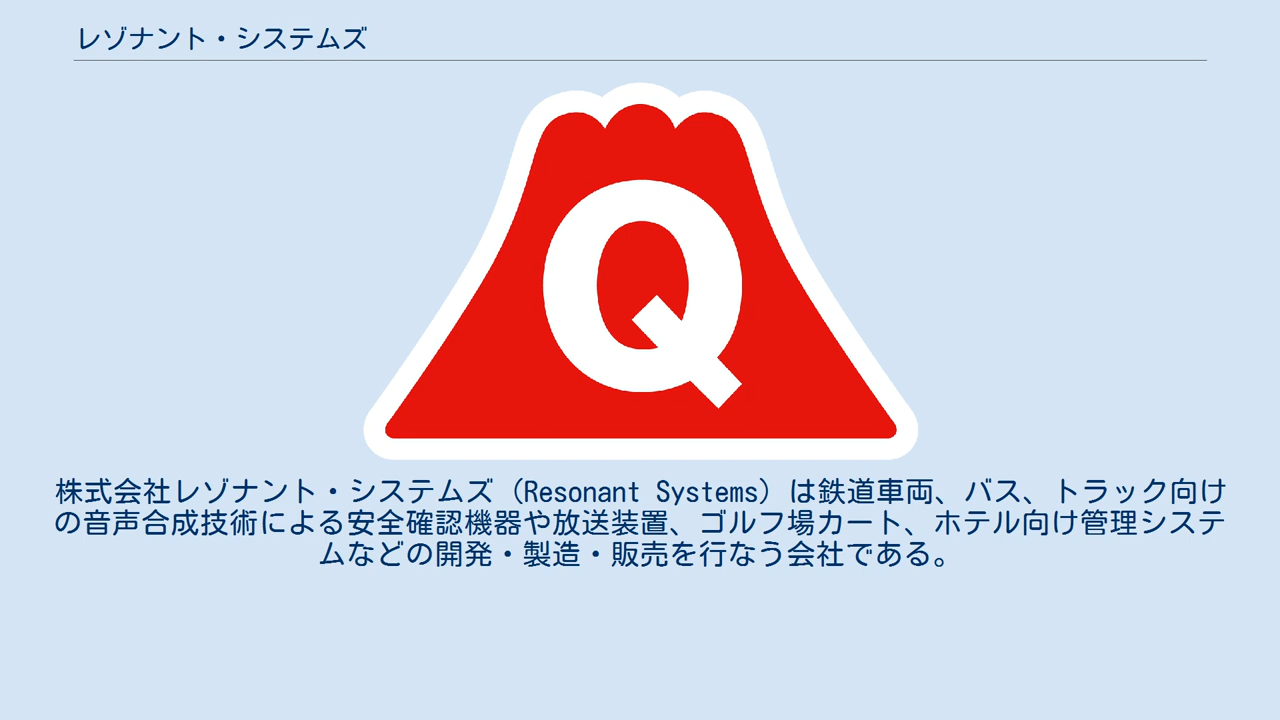 レゾナント・システムズ
Q
株式会社レゾナント・システムズ（Resonant Systems）は鉄道車両、バス、トラック向け
の音声合成技術による安全確認機器や放送装置、ゴルフ場カート、ホテル向け管理システ
ムなどの開発・製造・販売を行なう会社である。